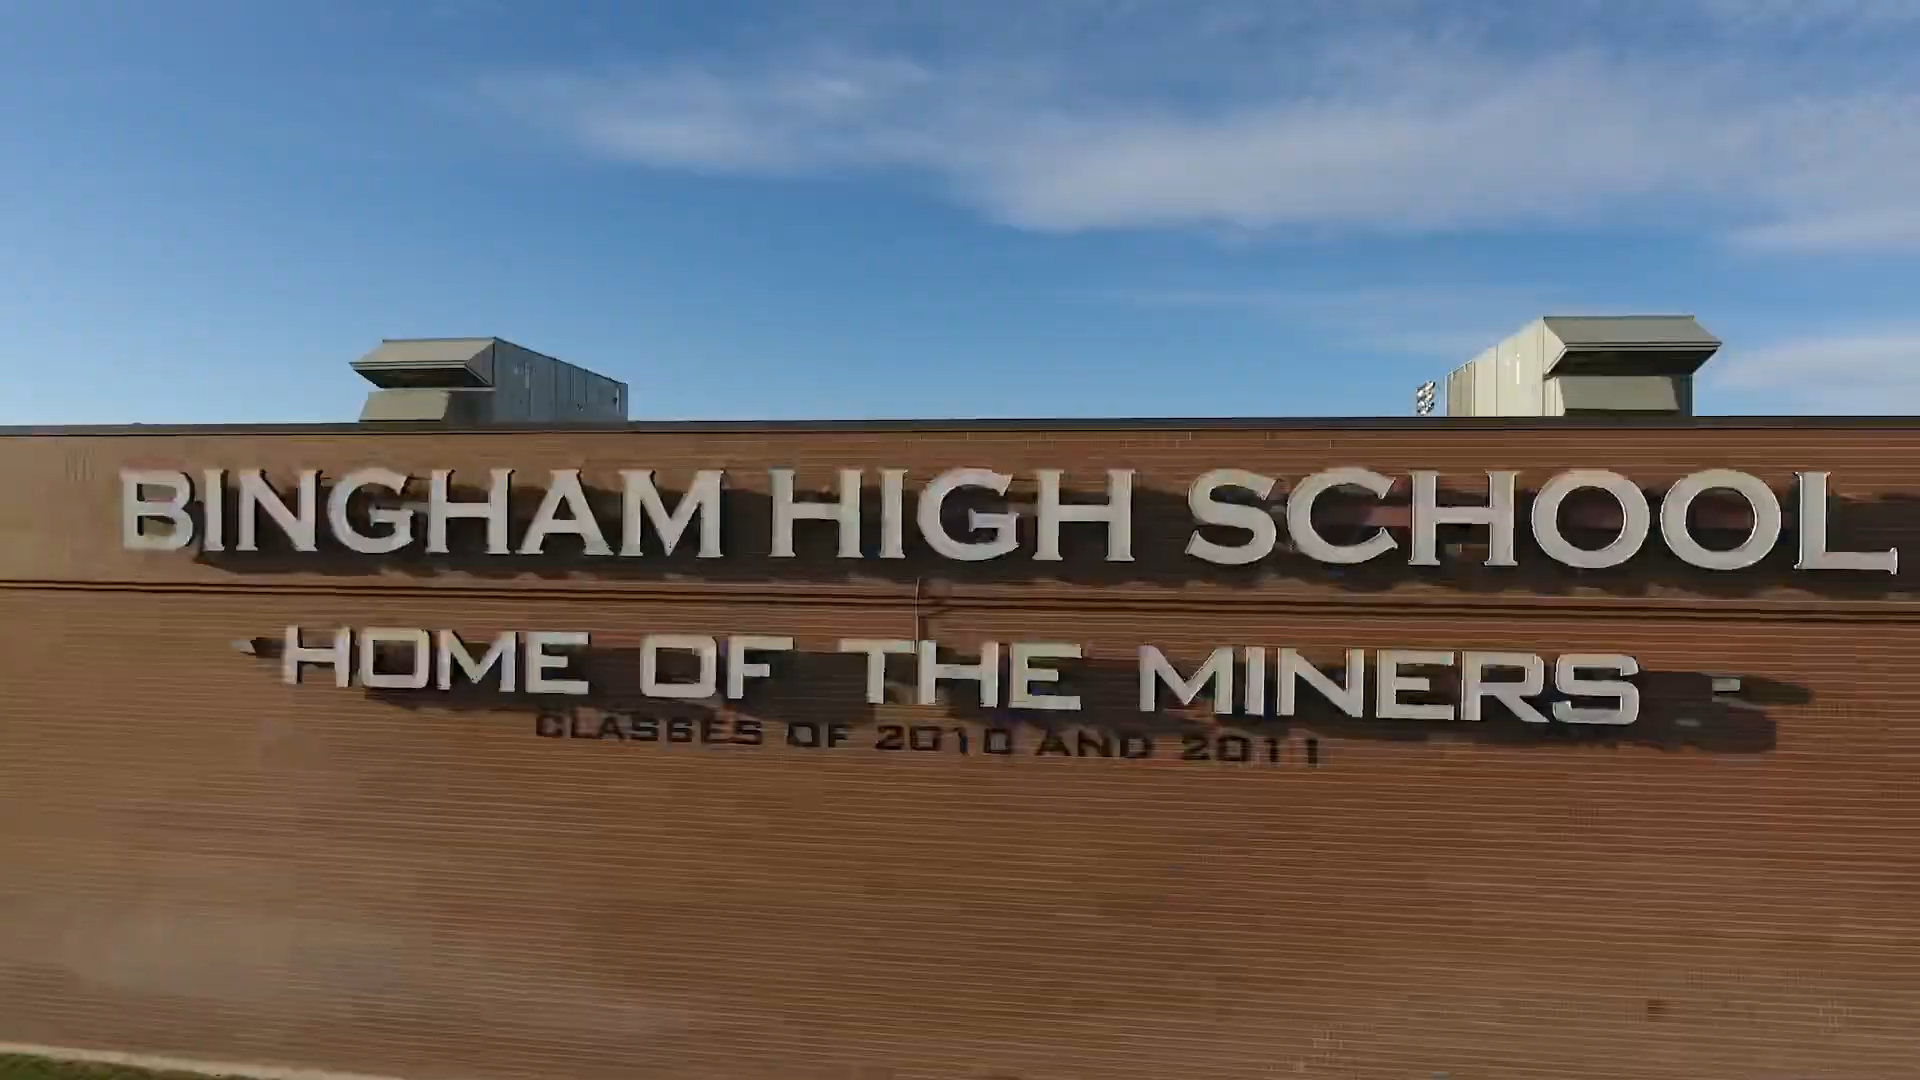 BINGHAM HIGH SCHOOL
HOME OF THE MINERS
CLASSES OF 2010 AND 2011